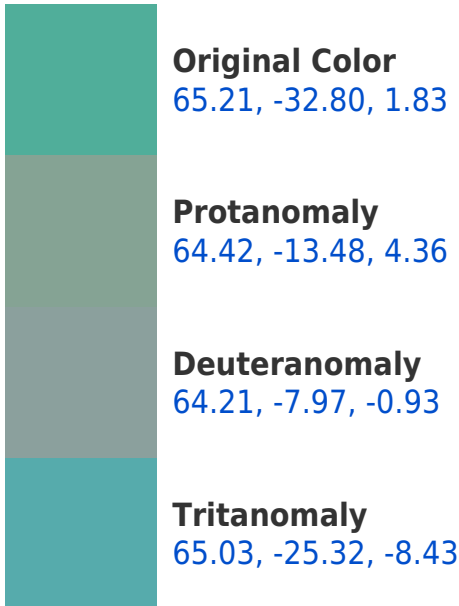 Original Color
65.21, -32.80, 1.83
Protanomaly
64.42, -13.48, 4.36
Deuteranomaly
64.21, -7.97, -0.93
Tritanomaly
65.03, -25.32, -8.43